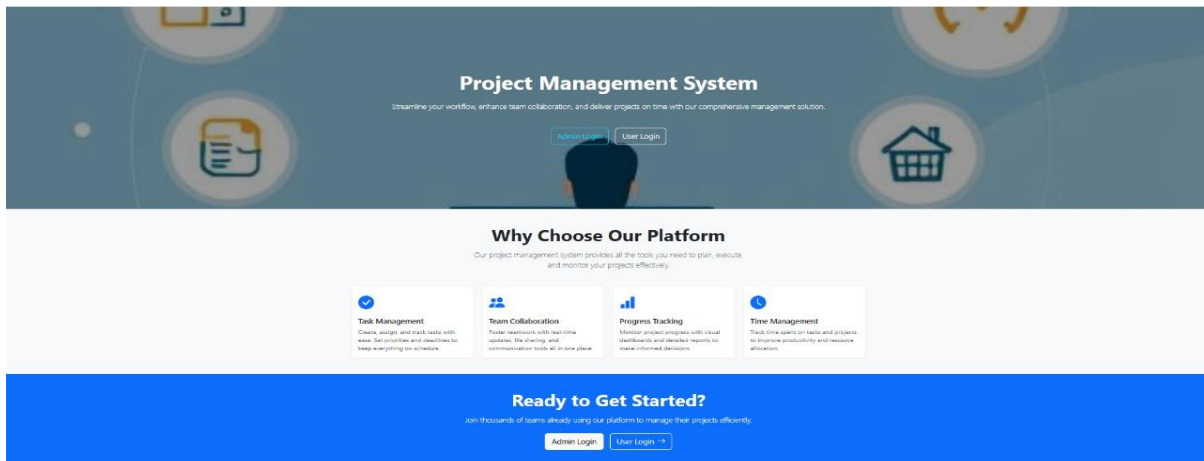 Project Management System
Streamline your workflow, enhance team collaboration, and deliver projects on time with our comprehensive management solution.
Admin Login
User Login
Why Choose Our Platform
Our project management system provides all the tools you need to plan, execute,
and monitor your projects effectively.
Task Management
Create, assign, and track tasks with
ease. Set priorities and deadlines to
keep everything on schedule.
Team Collaboration
Foster teamwork with real-time
updates, file sharing, and
communication tools all in one place.
Progress Tracking
Monitor project progress with visual
dashboards and detailed reports to
make informed decisions.
Time Management
Track time spent on tasks and projects
to improve productivity and resource
allocation.
Ready to Get Started?
Join thousands of teams already using our platform to manage their projects efficiently.
Admin Login
User Login →